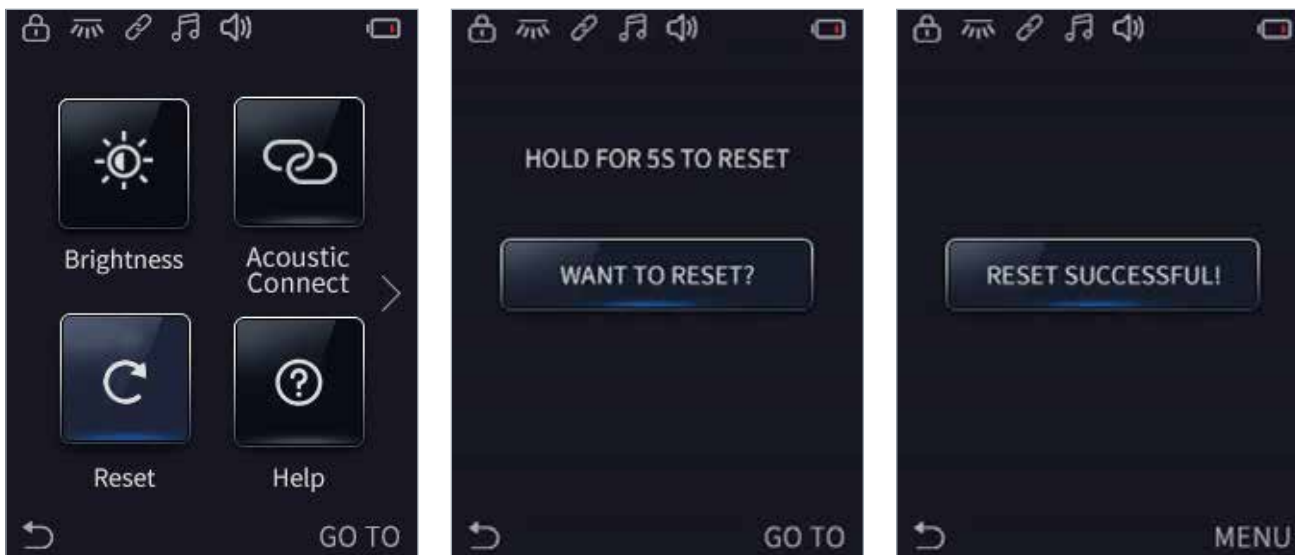 Brightness
Acoustic
Connect
Reset
Help
GO TO
HOLD FOR 5S TO RESET
WANT TO RESET?
GO TO
RESET SUCCESSFUL!
MENU